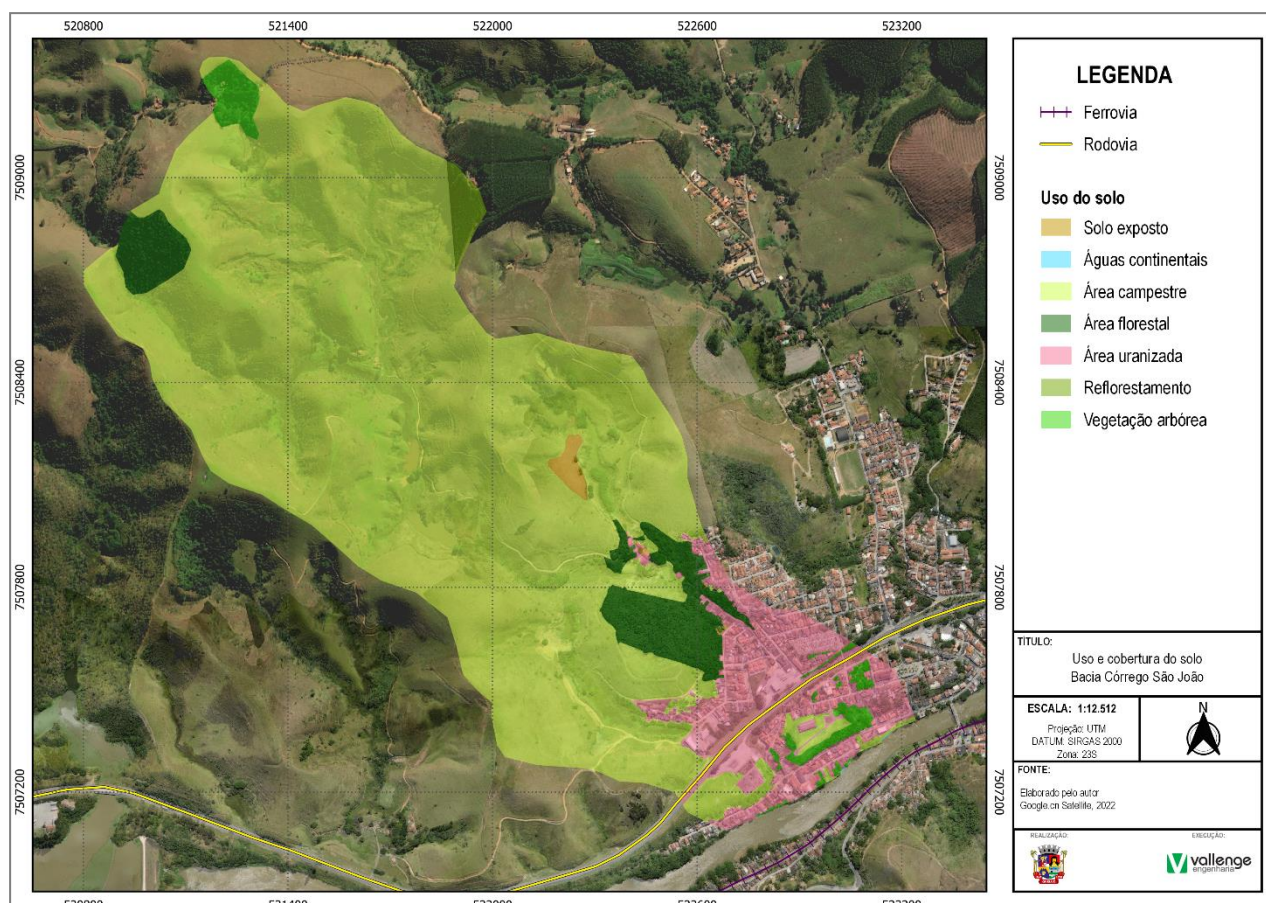 520800 521400 522000 522600 523200
7509000 7509000
7508400 7508400
7507800 7507800
7507200 7507200
LEGENDA
Ferrovia
Rodovia
Uso do solo
Solo exposto
Águas continentais
Área campestre
Área florestal
Área uranizada
Reflorestamento
Vegetação arbórea
TÍTULO:
Uso e cobertura do solo
Bacia Córrego São João
ESCALA: 1:12.512
Projeção: UTM
DATUM: SIRGAS 2000
Zona: 23S
N
FONTE:
Elaborado pelo autor
Google.cn Satellite, 2022
REALIZAÇÃO:
EXECUÇÃO:
vallenge
engenharia